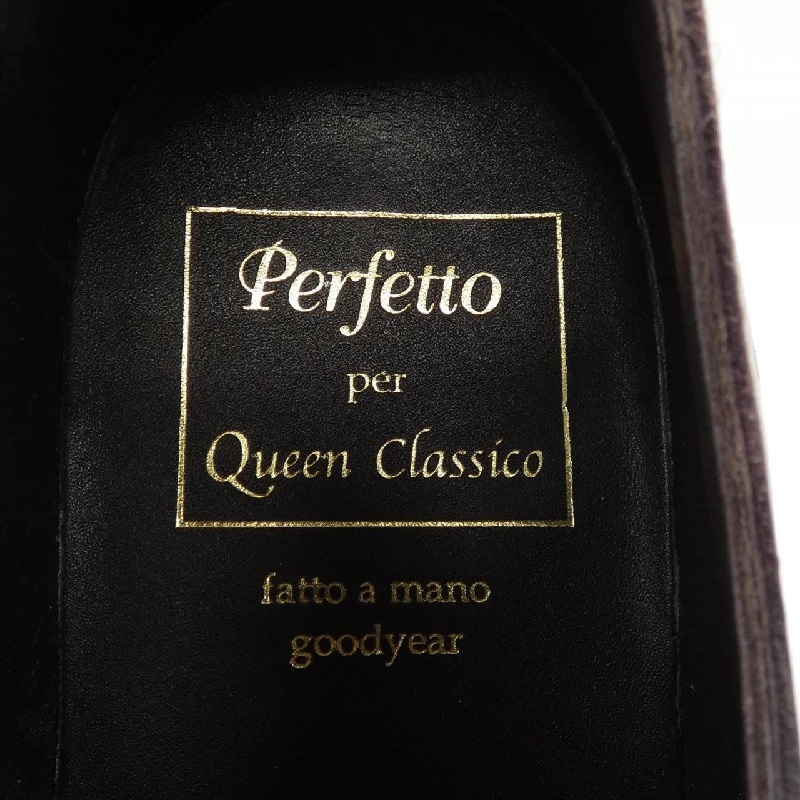 Perfetto
per
Queen Classico
fatto a mano
goodyear